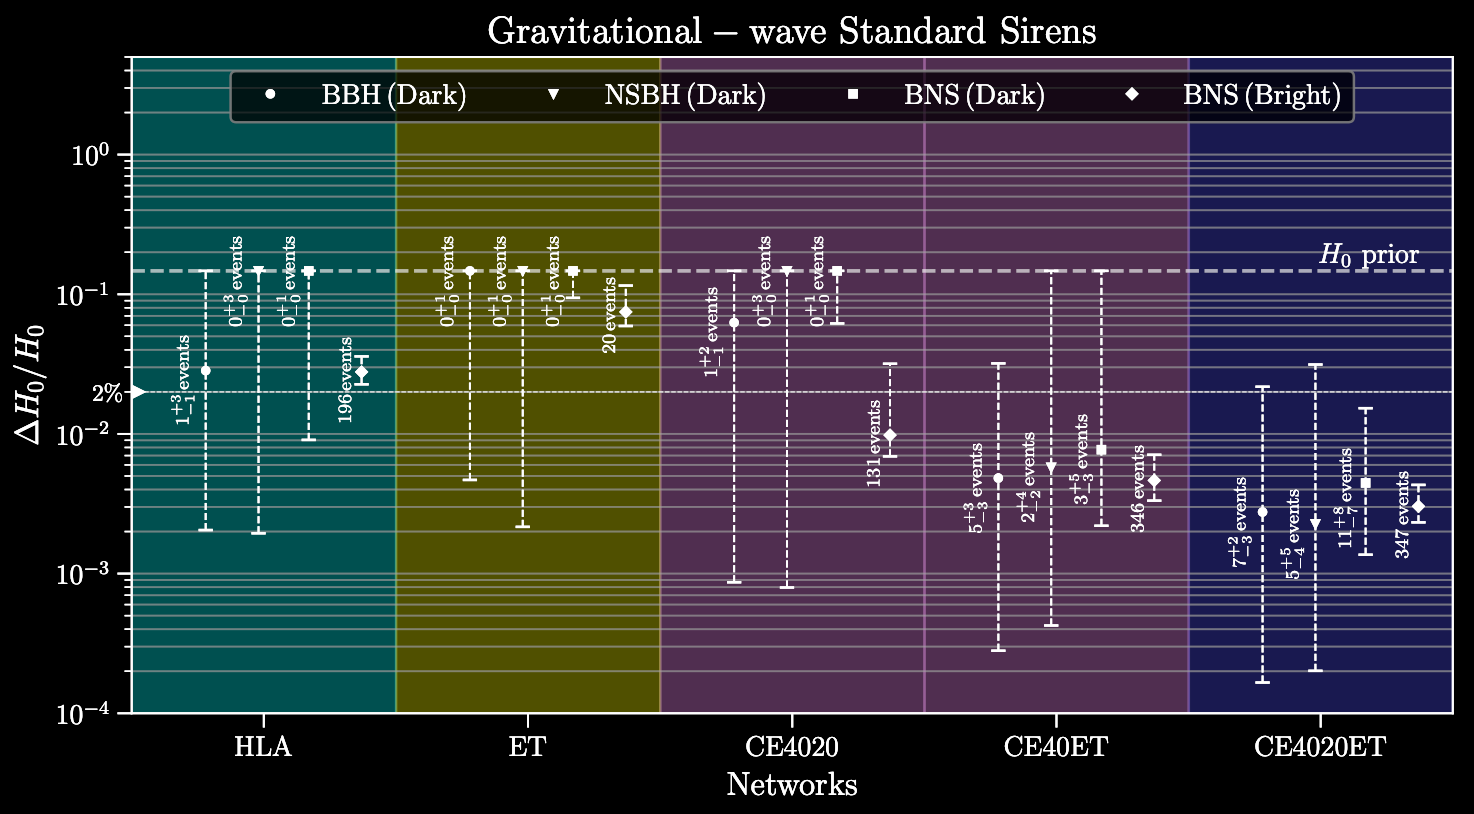 Gravitational – wave Standard Sirens
BBH (Dark) NSBH (Dark) BNS (Dark) BNS (Bright)
ΔH₀/H₀
10⁰
10⁻¹
2%
10⁻²
10⁻³
10⁻⁴
H₀ prior
1⁺³₋₁ events
0⁺³₋₀ events
0⁺¹₋₀ events
196 events
0⁺¹₋₀ events
0⁺¹₋₀ events
0⁺¹₋₀ events
20 events
1⁺²₋₁ events
0⁺³₋₀ events
0⁺¹₋₀ events
131 events
5⁺³₋₃ events
2⁺⁴₋₂ events
3⁺⁵₋₃ events
346 events
7⁺²₋₃ events
5⁺⁵₋₄ events
11⁺⁸₋₇ events
347 events
HLA ET CE4020 CE40ET CE4020ET
Networks